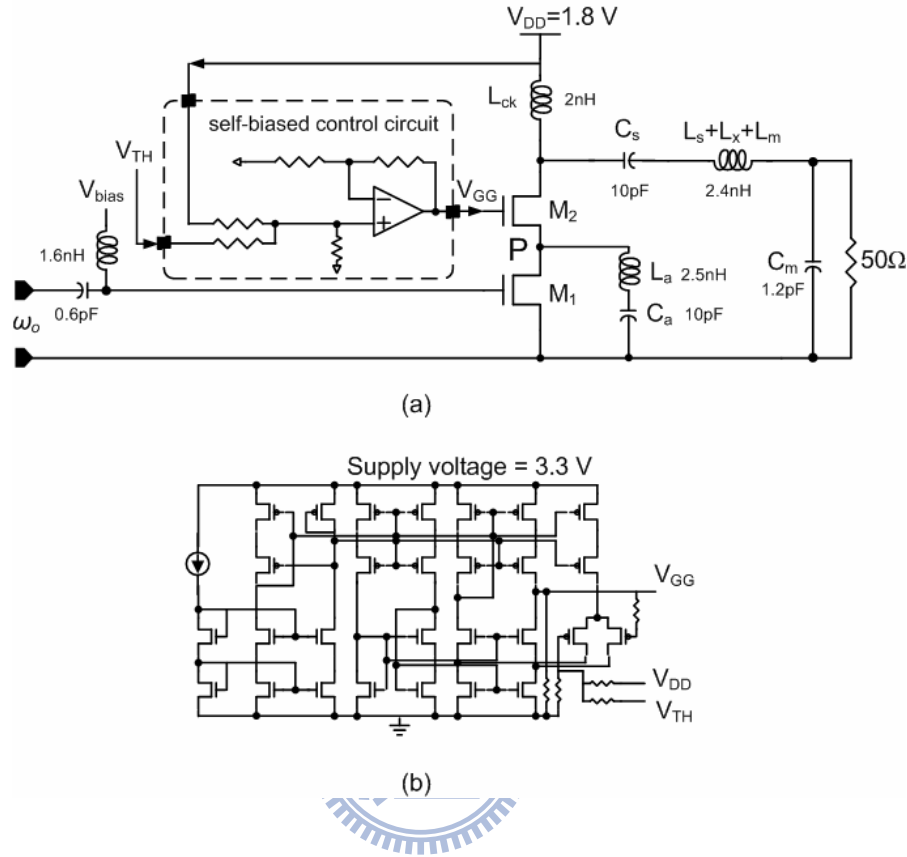 V_DD=1.8 V
L_ck 2nH
self-biased control circuit
C_s
L_s+L_x+L_m
V_TH
10pF
2.4nH
V_bias
V_GG
−
+
M_2
1.6nH
P
L_a 2.5nH
C_m
1.2pF
50Ω
M_1
0.6pF
C_a 10pF
ω_o
(a)
Supply voltage = 3.3 V
V_GG
V_DD
V_TH
(b)